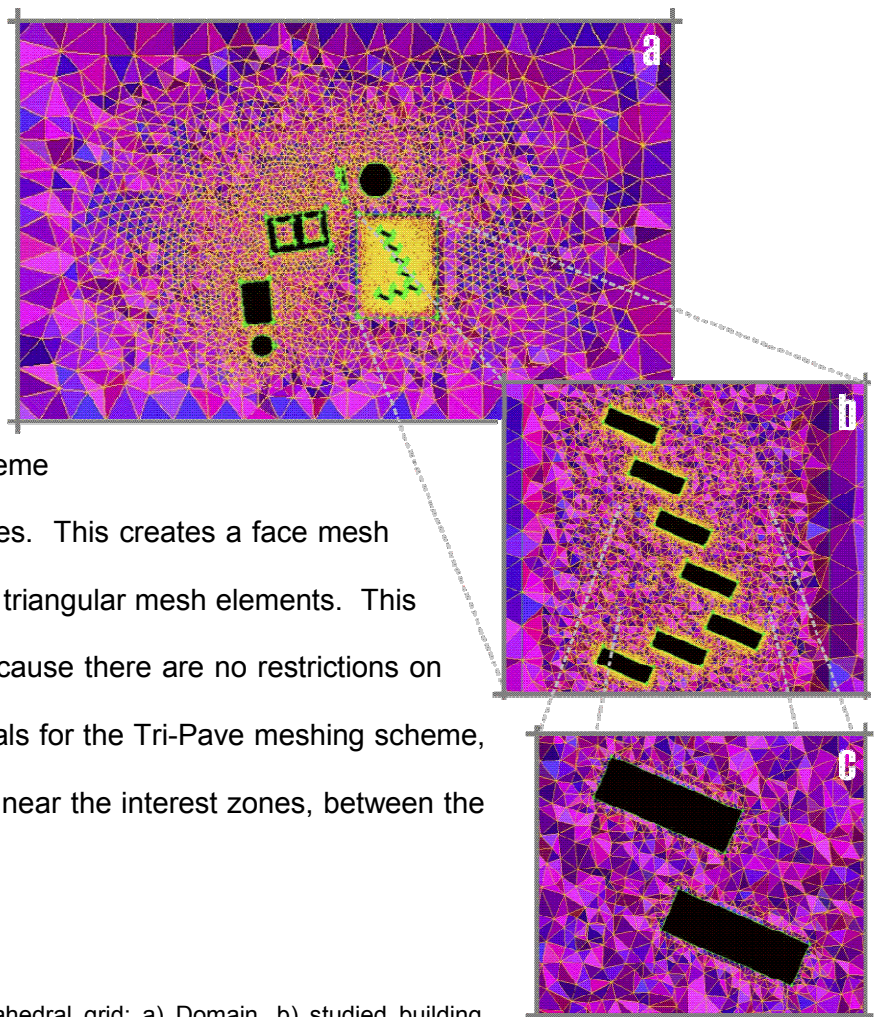 a
b
eme
es. This creates a face mesh
triangular mesh elements. This
cause there are no restrictions on
als for the Tri-Pave meshing scheme,
near the interest zones, between the
c
ahedral grid: a) Domain, b) studied building